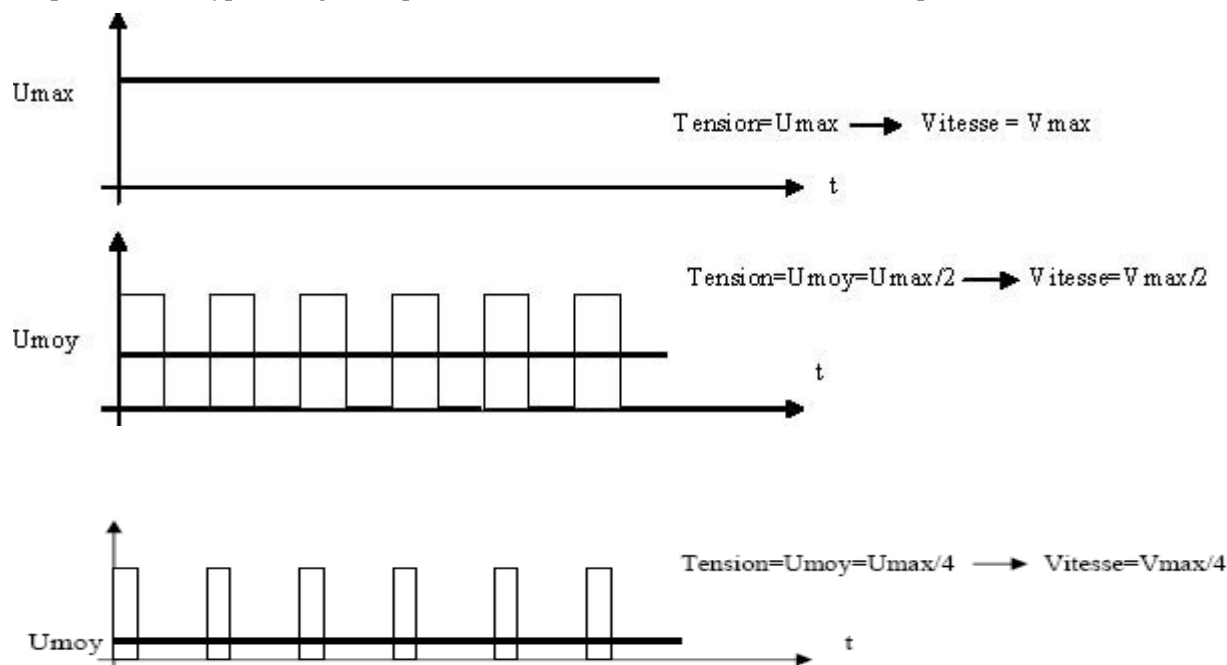 Umax
Tension=Umax → Vitesse = Vmax
t
Tension=Umoy=Umax/2 → Vitesse=Vmax/2
Umoy
t
Tension=Umoy=Umax/4 → Vitesse=Vmax/4
Umoy
t